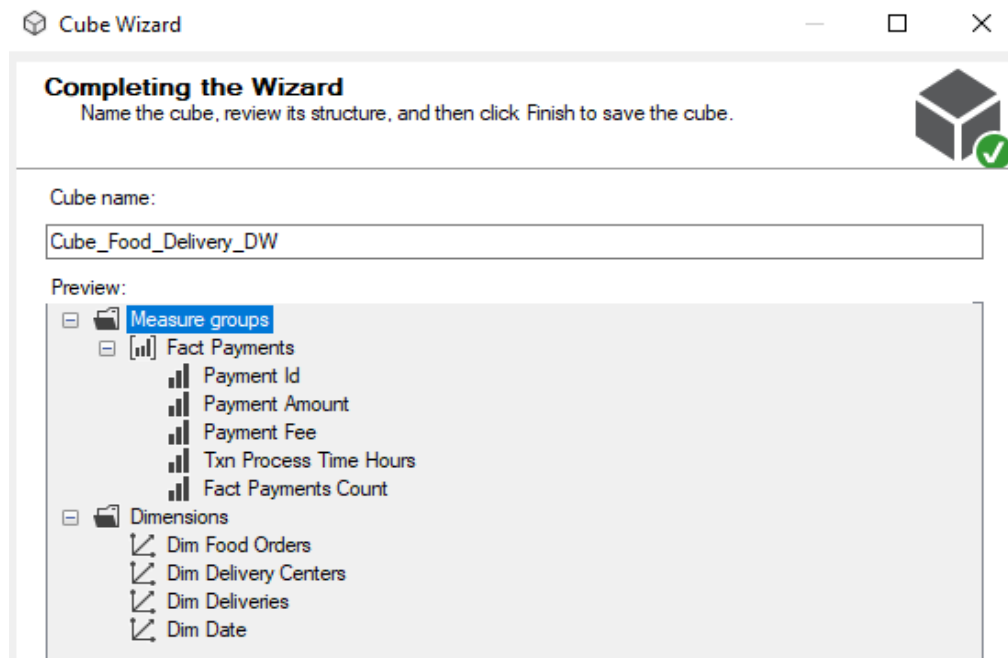 Cube Wizard
Completing the Wizard
Name the cube, review its structure, and then click Finish to save the cube.
Cube name:
Cube_Food_Delivery_DW
Preview:
Measure groups
Fact Payments
Payment Id
Payment Amount
Payment Fee
Txn Process Time Hours
Fact Payments Count
Dimensions
Dim Food Orders
Dim Delivery Centers
Dim Deliveries
Dim Date